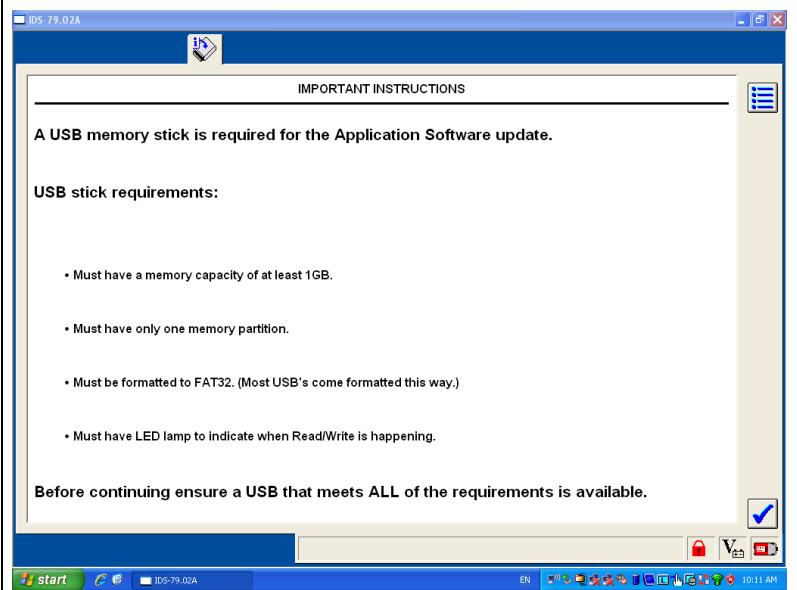 IDS-79.02A
IMPORTANT INSTRUCTIONS
A USB memory stick is required for the Application Software update.
USB stick requirements:
• Must have a memory capacity of at least 1GB.
• Must have only one memory partition.
• Must be formatted to FAT32. (Most USB's come formatted this way.)
• Must have LED lamp to indicate when Read/Write is happening.
Before continuing ensure a USB that meets ALL of the requirements is available.
V
start IDS-79.02A EN 10:11 AM